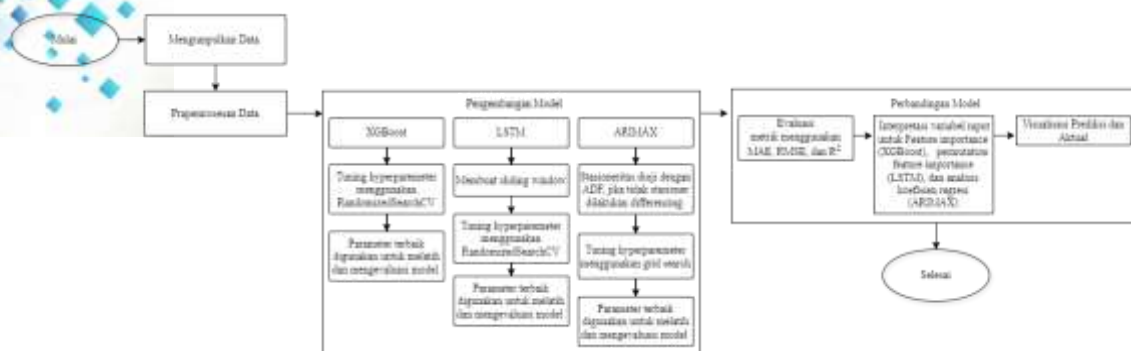 Mulai
Mengumpulkan Data
Prapemrosesan Data
Pengembangan Model
XGBoost
Tuning hyperparameter
menggunakan
RandomizedSearchCV
Parameter terbaik
digunakan untuk melatih
dan mengevaluasi model
LSTM
Membuat sliding window
Tuning hyperparameter
menggunakan
RandomizedSearchCV
Parameter terbaik
digunakan untuk melatih
dan mengevaluasi model
ARIMAX
Stasioneritas diuji dengan
ADF, jika tidak stasioner
dilakukan differencing
Tuning hyperparameter
menggunakan grid search
Parameter terbaik
digunakan untuk melatih
dan mengevaluasi model
Perbandingan Model
Evaluasi
metrik menggunakan
MAE, RMSE, dan R²
Interpretasi variabel input
untuk Feature importance
(XGBoost), permutation
feature importance
(LSTM), dan analisis
koefisien regresi
(ARIMAX)
Visualisasi Prediksi dan
Aktual
Selesai